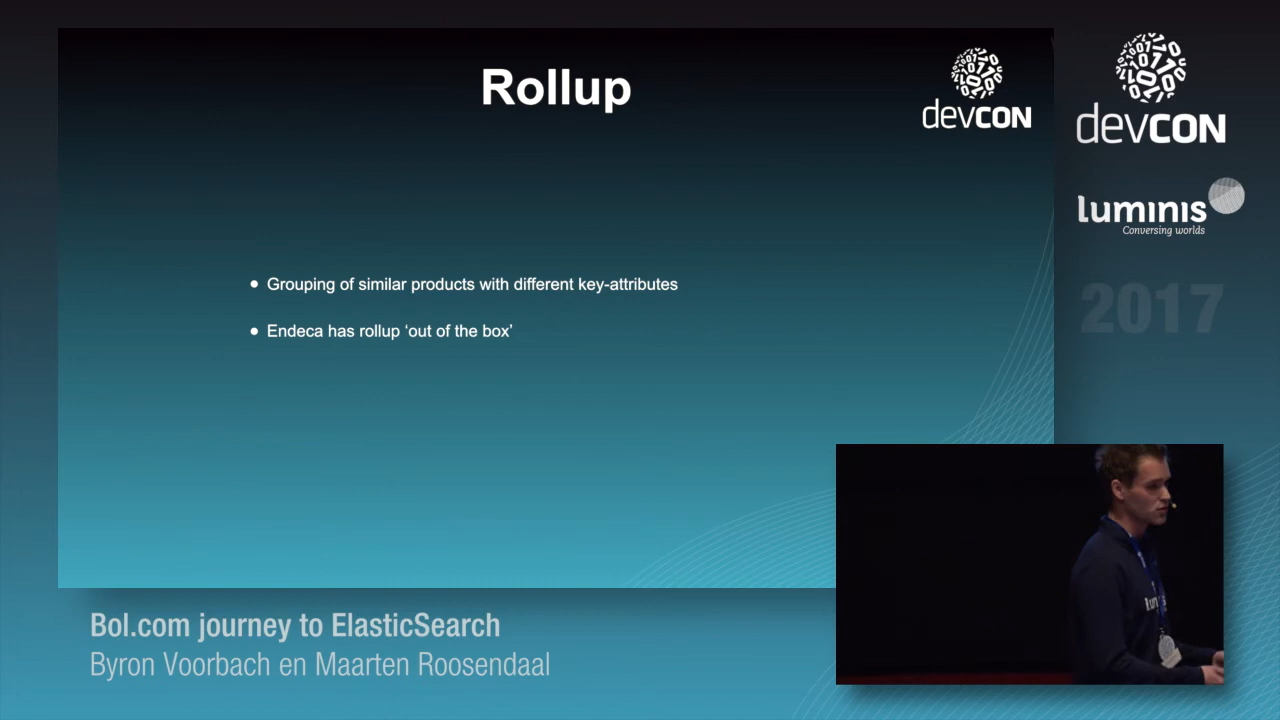 Rollup
devcon
devcon
luminis
Conversing worlds
2017
• Grouping of similar products with different key-attributes
• Endeca has rollup ‘out of the box’
Bol.com journey to ElasticSearch
Byron Voorbach en Maarten Roosendaal